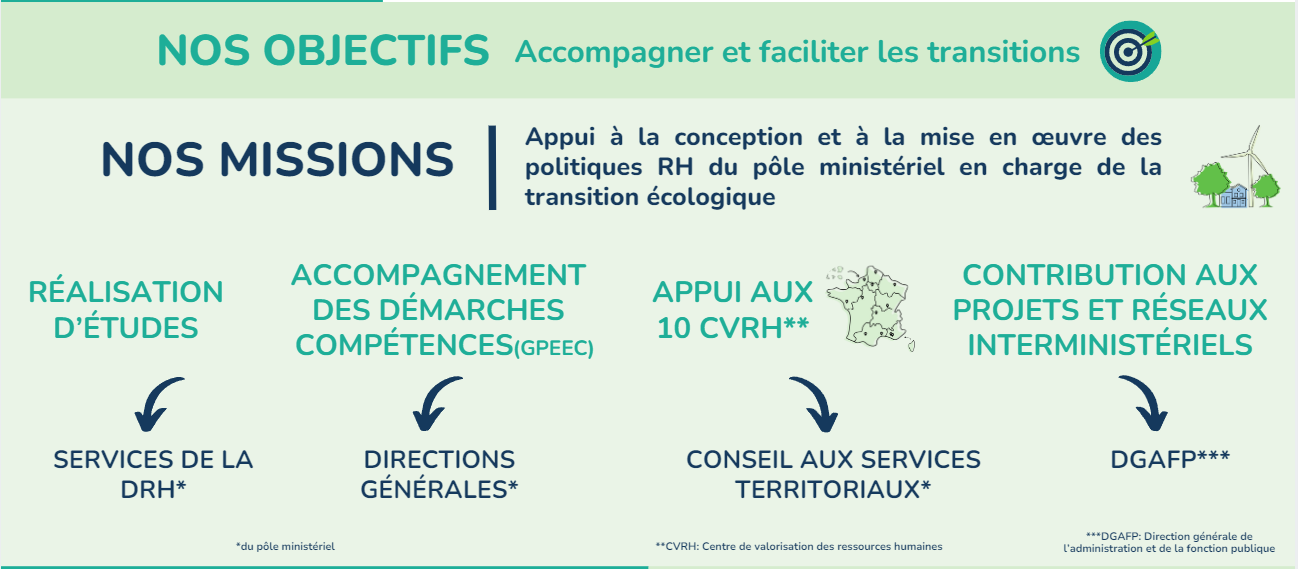 NOS OBJECTIFS Accompagner et faciliter les transitions
NOS MISSIONS
Appui à la conception et à la mise en œuvre des
politiques RH du pôle ministériel en charge de la
transition écologique
RÉALISATION
D’ÉTUDES
ACCOMPAGNEMENT
DES DÉMARCHES
COMPÉTENCES(GPEEC)
APPUI AUX
10 CVRH**
CONTRIBUTION AUX
PROJETS ET RÉSEAUX
INTERMINISTÉRIELS
SERVICES DE LA
DRH*
DIRECTIONS
GÉNÉRALES*
CONSEIL AUX SERVICES
TERRITORIAUX*
DGAFP***
*du pôle ministériel
**CVRH: Centre de valorisation des ressources humaines
***DGAFP: Direction générale de
l’administration et de la fonction publique